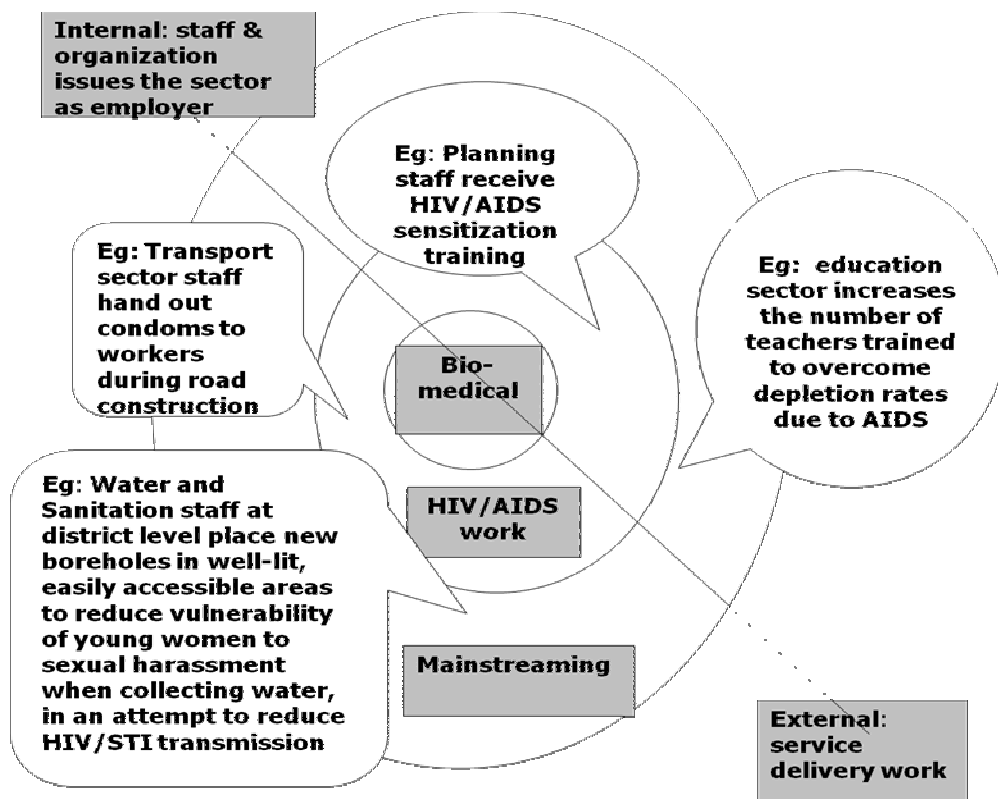 Internal: staff &
organization
issues the sector
as employer
Eg: Planning
staff receive
HIV/AIDS
sensitization
training
Eg: Transport
sector staff
hand out
condoms to
workers
during road
construction
Eg:  education
sector increases
the number of
teachers trained
to overcome
depletion rates
due to AIDS
Bio-
medical
HIV/AIDS
work
Eg: Water and
Sanitation staff at
district level place new
boreholes in well-lit,
easily accessible areas
to reduce vulnerability
of young women to
sexual harassment
when collecting water,
in an attempt to reduce
HIV/STI transmission
Mainstreaming
External:
service
delivery work